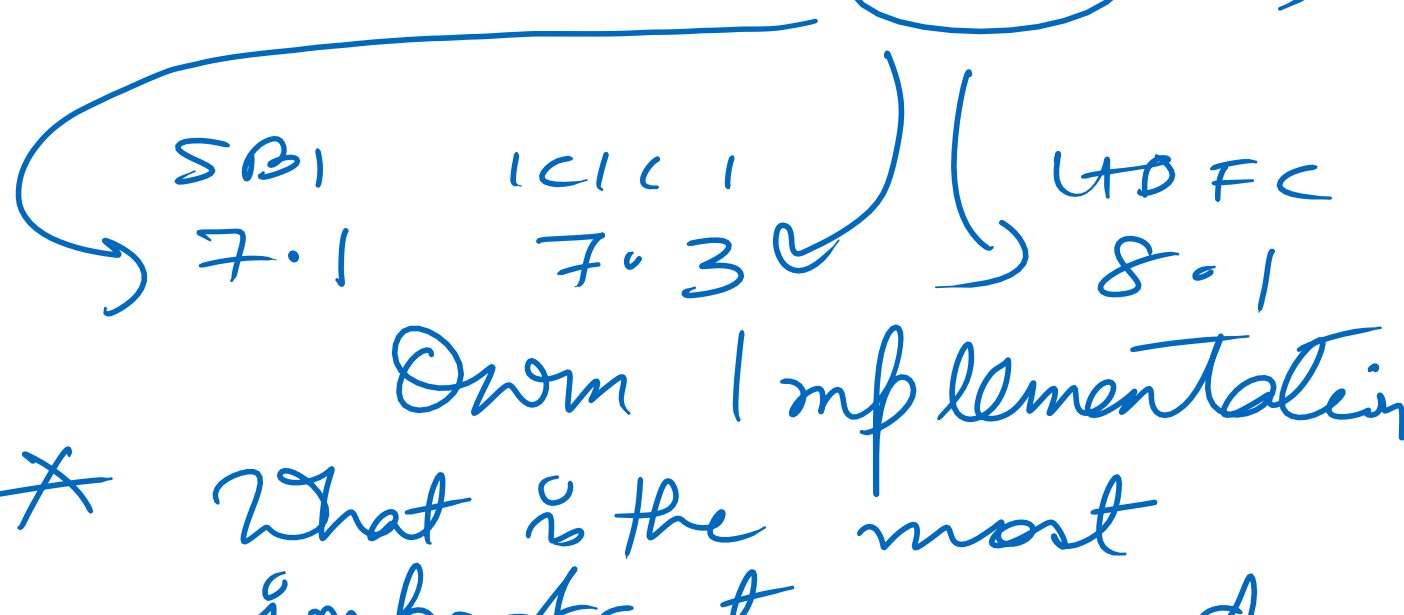 SBI ICICI HDFC
7.1 7.3 8.1
Own Implementation
* What is the most